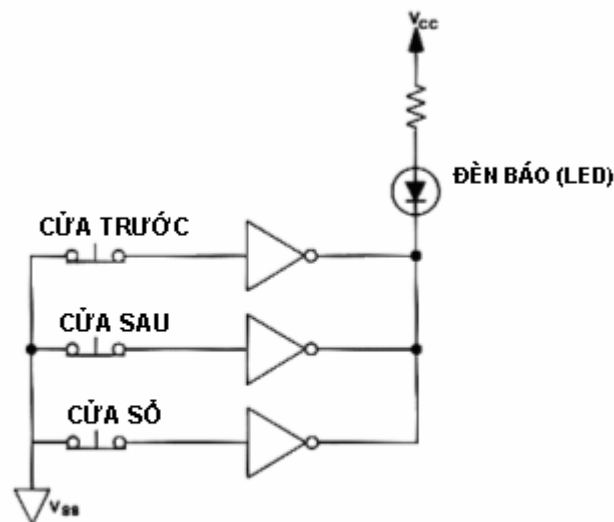 Vcc
ĐÈN BÁO (LED)
CỬA TRƯỚC
CỬA SAU
CỬA SỔ
Vss